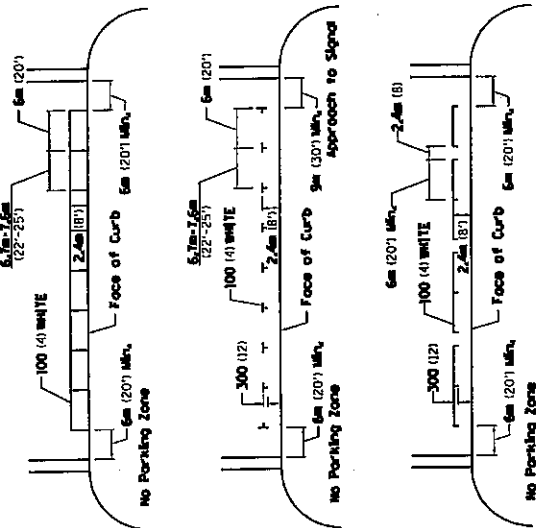 6.7m-7.6m
(22'-25')
6m (20')
100 (4) WHITE
2.4m (8')
Face of Curb
6m (20') Min.
6m (20') Min.
No Parking Zone
6.7m-7.6m
(22'-25')
6m (20')
100 (4) WHITE
2.4m (8')
300 (12)
Face of Curb
6m (20') Min.
No Parking Zone
9m (30') Min.
Approach to Signal
6m (20') Min.
2.4m (8)
100 (4) WHITE
2.4m (8')
300 (12)
Face of Curb
6m (20') Min.
6m (20') Min.
No Parking Zone